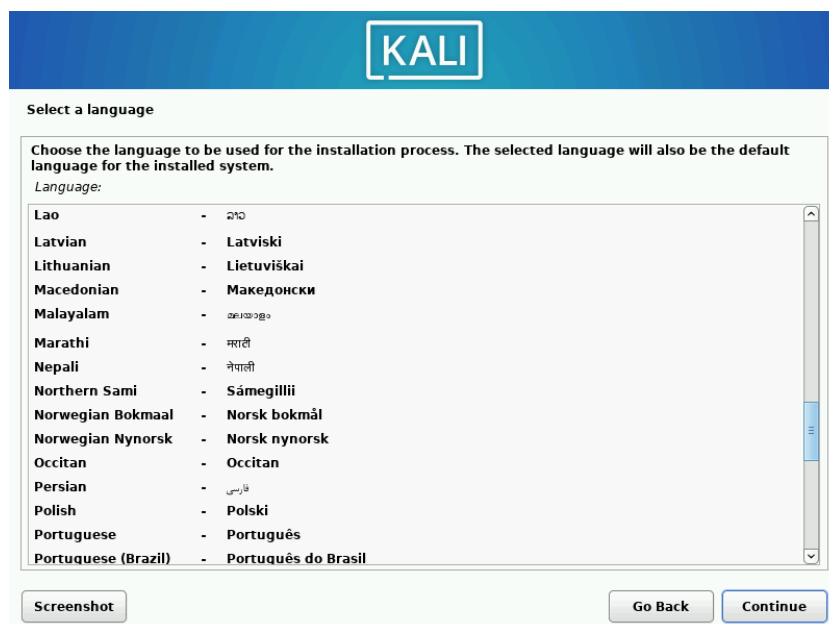 KALI
Select a language
Choose the language to be used for the installation process. The selected language will also be the default
language for the installed system.
Language:
Lao - ລາວ
Latvian - Latviski
Lithuanian - Lietuviškai
Macedonian - Македонски
Malayalam - മലയാളം
Marathi - मराठी
Nepali - नेपाली
Northern Sami - Sámegillii
Norwegian Bokmaal - Norsk bokmål
Norwegian Nynorsk - Norsk nynorsk
Occitan - Occitan
Persian - فارسی
Polish - Polski
Portuguese - Português
Portuguese (Brazil) - Português do Brasil
Screenshot Go Back Continue